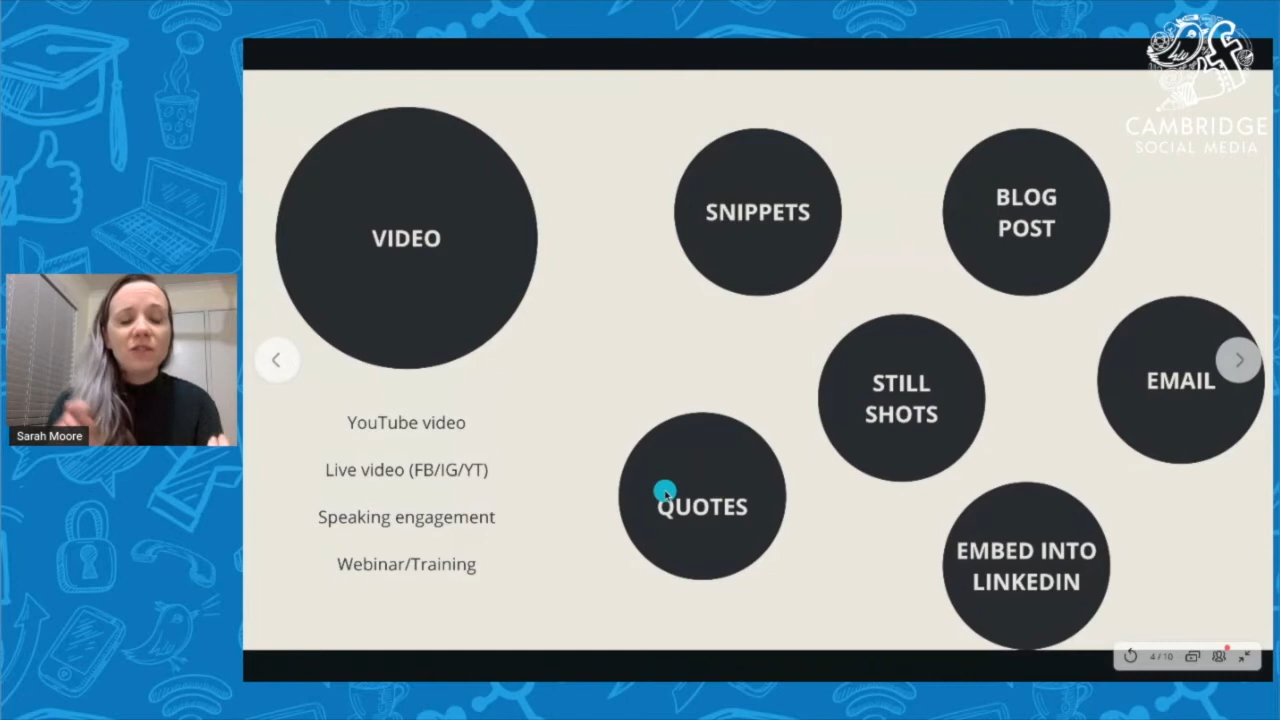 CAMBRIDGE
SOCIAL MEDIA
VIDEO
SNIPPETS
BLOG
POST
STILL
SHOTS
EMAIL
QUOTES
EMBED INTO
LINKEDIN
YouTube video
Live video (FB/IG/YT)
Speaking engagement
Webinar/Training
Sarah Moore
4/10